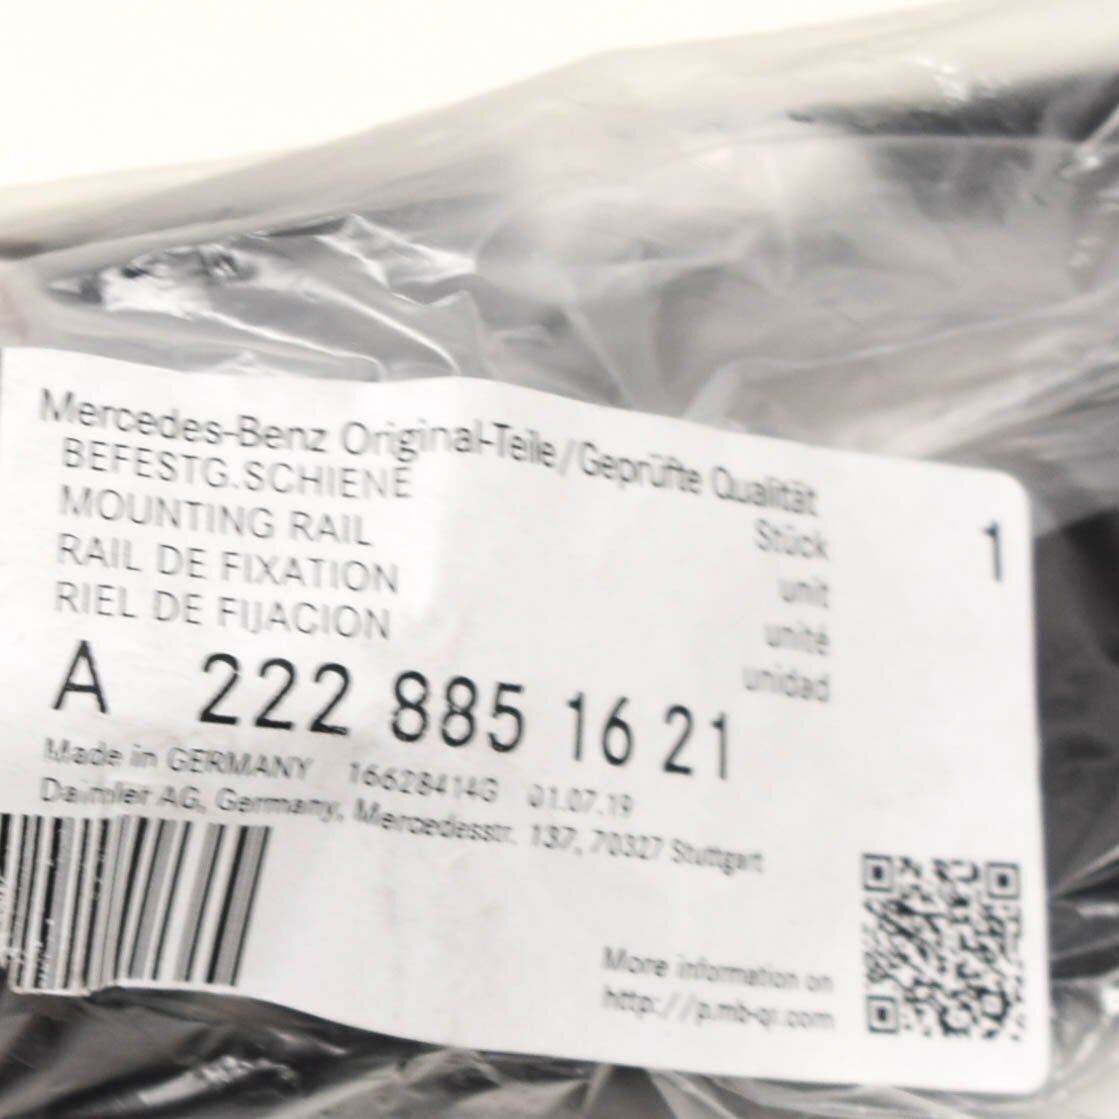 Mercedes-Benz Original-Teile/Geprüfte Qualität
BEFESTG.SCHIENE Stück 1
MOUNTING RAIL unit
RAIL DE FIXATION unité
RIEL DE FIJACION unidad
A 222 885 16 21
Made in GERMANY 16628414G 01.07.19
Daimler AG, Germany, Mercedesstr. 137, 70327 Stuttgart
More information on
http://p.mb-qr.com